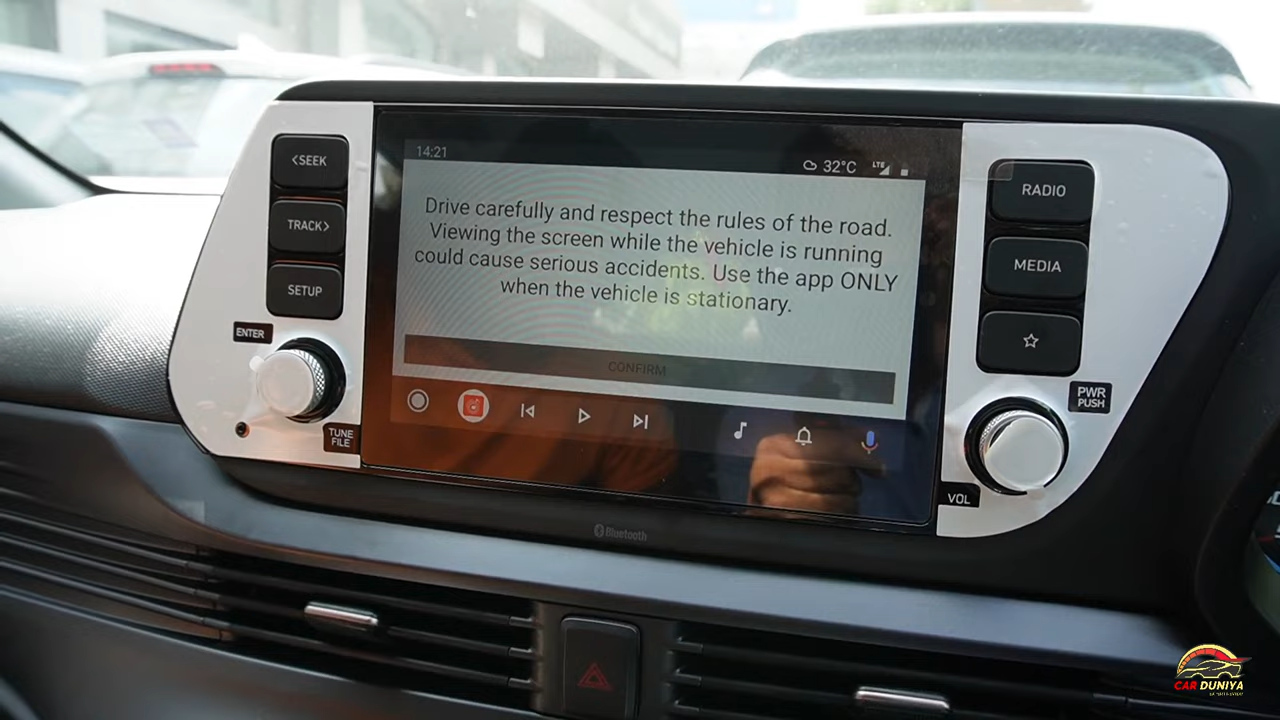 <SEEK
TRACK>
SETUP
ENTER
TUNE
FILE
14:21
32°C
LTE
Drive carefully and respect the rules of the road.
Viewing the screen while the vehicle is running
could cause serious accidents. Use the app ONLY
when the vehicle is stationary.
CONFIRM
RADIO
MEDIA
PWR
PUSH
VOL
Bluetooth
CAR DUNIYA